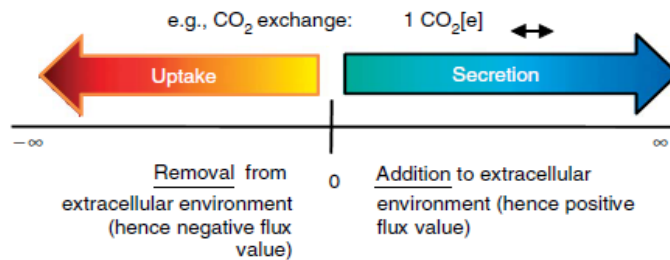 e.g., CO₂ exchange: 1 CO₂[e]
Uptake
Secretion
−∞
0
∞
Removal from
extracellular environment
(hence negative flux
value)
Addition to extracellular
environment (hence positive
flux value)